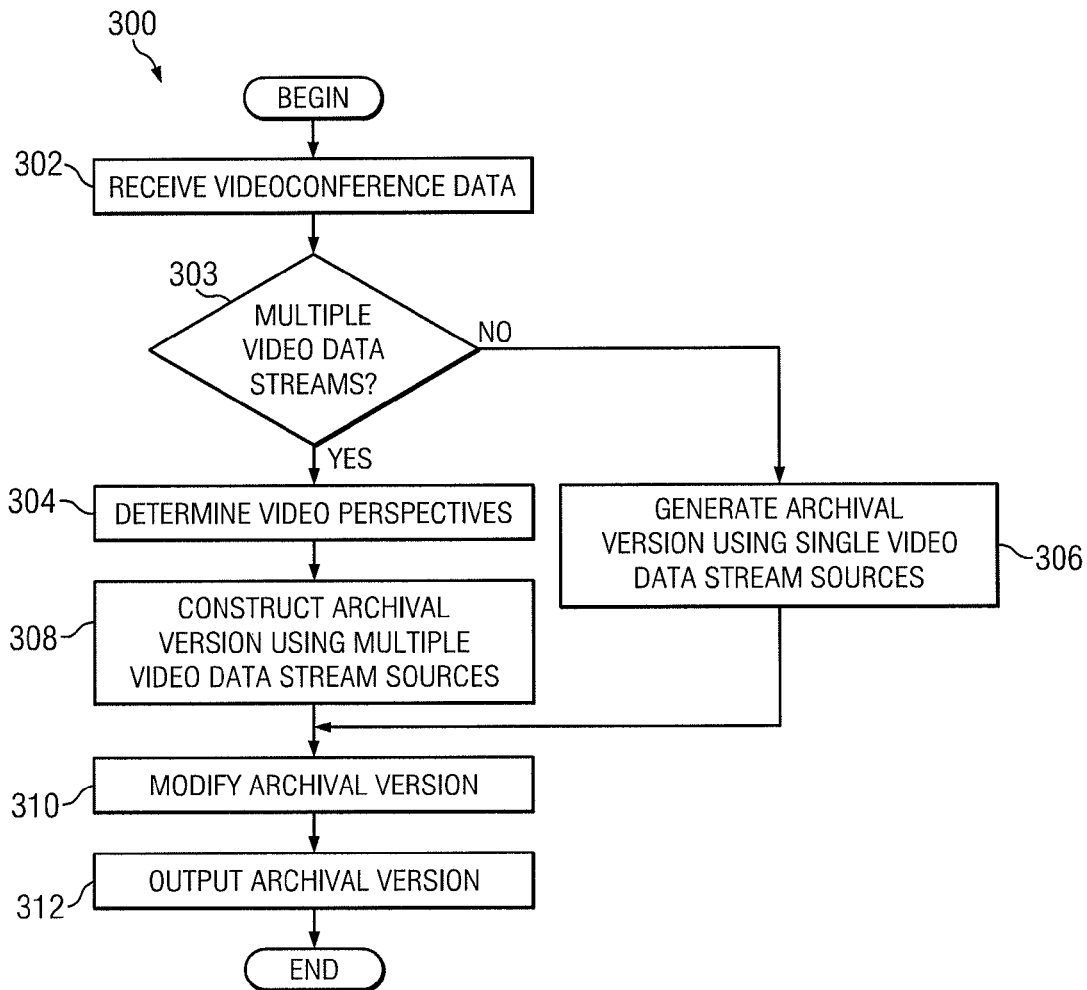 300
BEGIN
302
RECEIVE VIDEOCONFERENCE DATA
303
MULTIPLE
VIDEO DATA
STREAMS?
NO
YES
304
DETERMINE VIDEO PERSPECTIVES
GENERATE ARCHIVAL
VERSION USING SINGLE VIDEO
DATA STREAM SOURCES
306
308
CONSTRUCT ARCHIVAL
VERSION USING MULTIPLE
VIDEO DATA STREAM SOURCES
310
MODIFY ARCHIVAL VERSION
312
OUTPUT ARCHIVAL VERSION
END